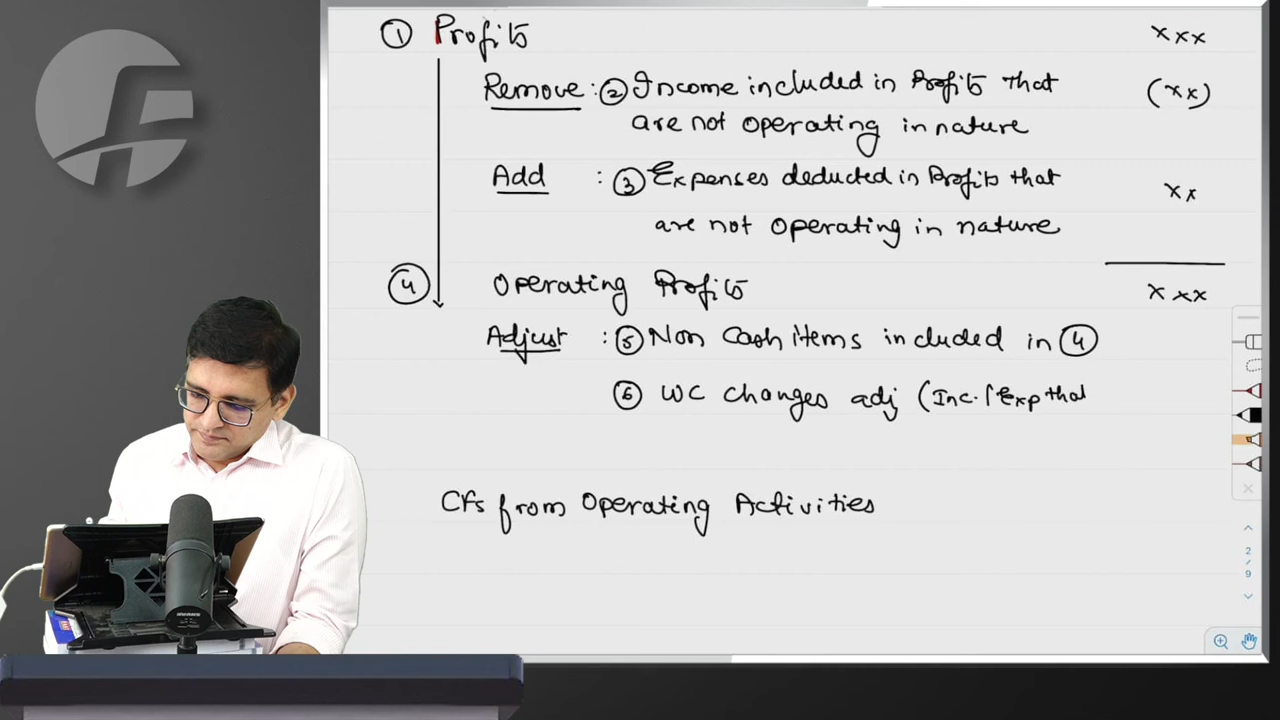 ① Profits xxx
Remove : ② Income included in Profits that (xx)
are not operating in nature
Add : ③ Expenses deducted in Profits that xx
are not operating in nature
④ Operating Profits xxx
Adjust : ⑤ Non Cash items included in ④
⑥ WC changes adj (Inc./Exp that
CFs from Operating Activities
2
/
9